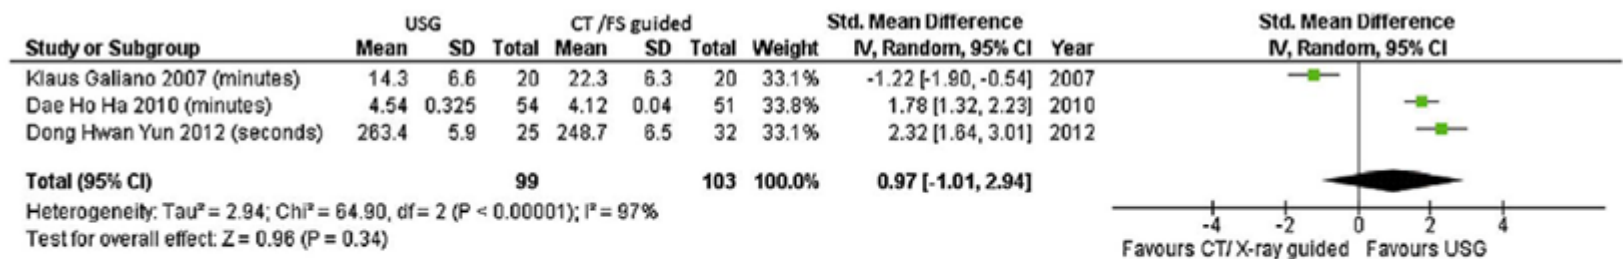 USG CT /FS guided Std. Mean Difference Std. Mean Difference
Study or Subgroup Mean SD Total Mean SD Total Weight IV, Random, 95% CI Year IV, Random, 95% CI
Klaus Galiano 2007 (minutes) 14.3 6.6 20 22.3 6.3 20 33.1% -1.22 [-1.90, -0.54] 2007
Dae Ho Ha 2010 (minutes) 4.54 0.325 54 4.12 0.04 51 33.8% 1.78 [1.32, 2.23] 2010
Dong Hwan Yun 2012 (seconds) 263.4 5.9 25 248.7 6.5 32 33.1% 2.32 [1.64, 3.01] 2012
Total (95% CI) 99 103 100.0% 0.97 [-1.01, 2.94]
Heterogeneity: Tau² = 2.94; Chi² = 64.90, df = 2 (P < 0.00001); I² = 97%
Test for overall effect: Z = 0.96 (P = 0.34)
-4 -2 0 2 4
Favours CT/X-ray guided Favours USG